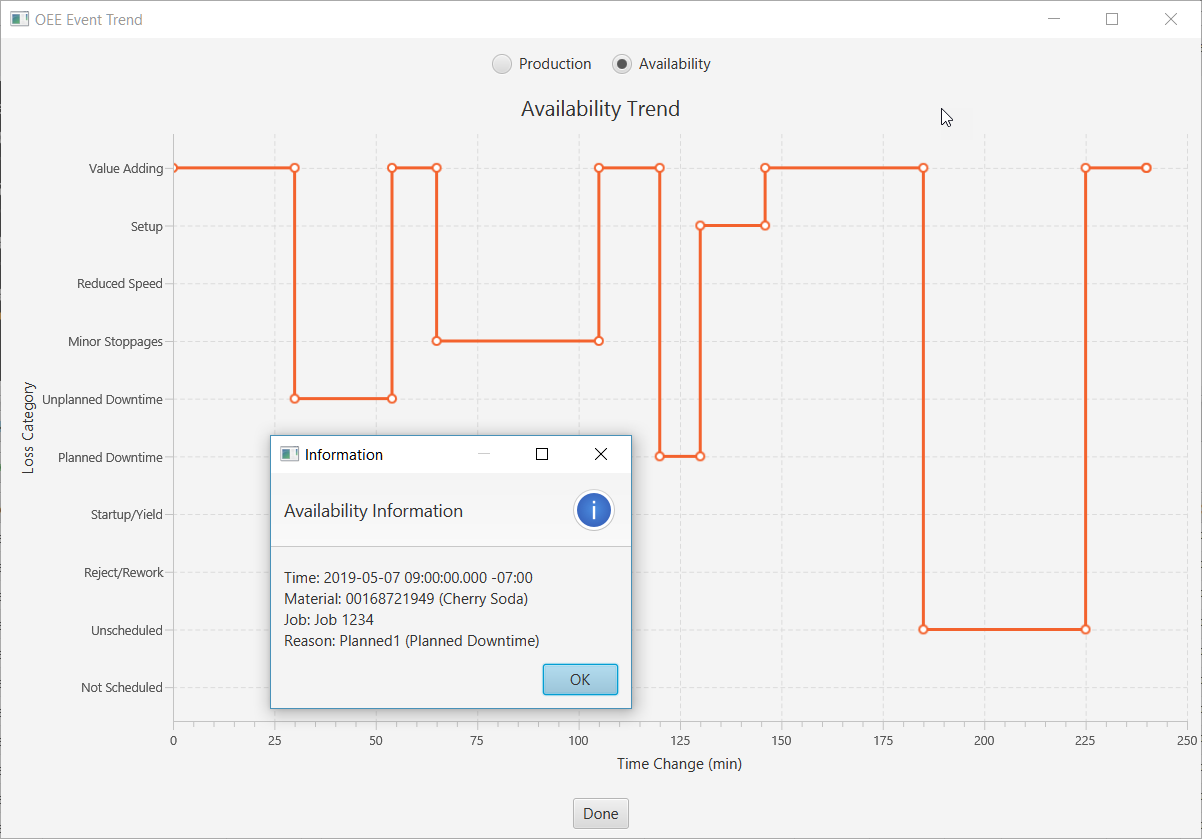 OEE Event Trend
Production Availability
Availability Trend
Loss Category
Value Adding
Setup
Reduced Speed
Minor Stoppages
Unplanned Downtime
Planned Downtime
Startup/Yield
Reject/Rework
Unscheduled
Not Scheduled
Information
Availability Information
Time: 2019-05-07 09:00:00.000 -07:00
Material: 00168721949 (Cherry Soda)
Job: Job 1234
Reason: Planned1 (Planned Downtime)
OK
0 25 50 75 100 125 150 175 200 225 250
Time Change (min)
Done